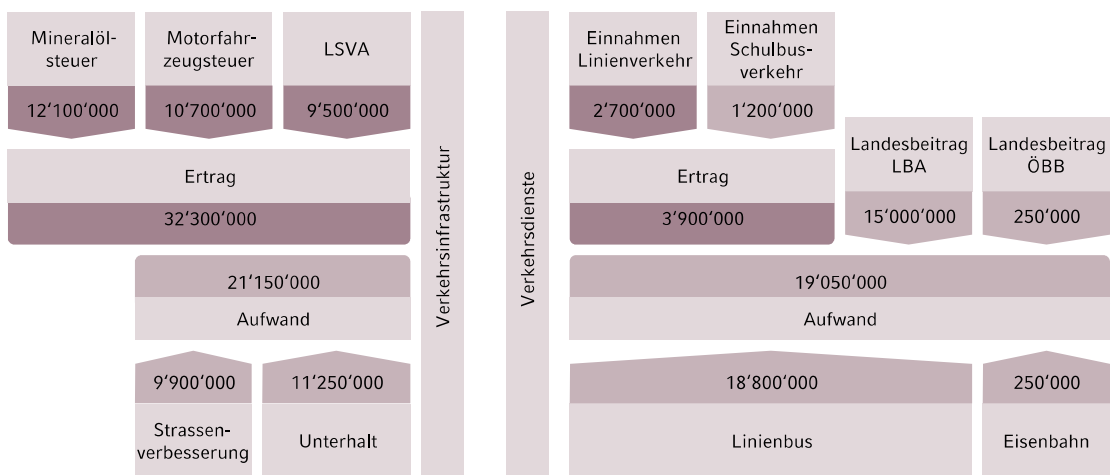 Mineralöl-
steuer
Motorfahr-
zeugsteuer
LSVA
12‘100‘000
10‘700‘000
9‘500‘000
Ertrag
32‘300‘000
21‘150‘000
Aufwand
9‘900‘000
11‘250‘000
Strassen-
verbesserung
Unterhalt
Verkehrsinfrastruktur
Verkehrsdienste
Einnahmen
Linienverkehr
Einnahmen
Schulbus-
verkehr
2‘700‘000
1‘200‘000
Landesbeitrag
LBA
Landesbeitrag
ÖBB
Ertrag
3‘900‘000
15‘000‘000
250‘000
19‘050‘000
Aufwand
18‘800‘000
250‘000
Linienbus
Eisenbahn